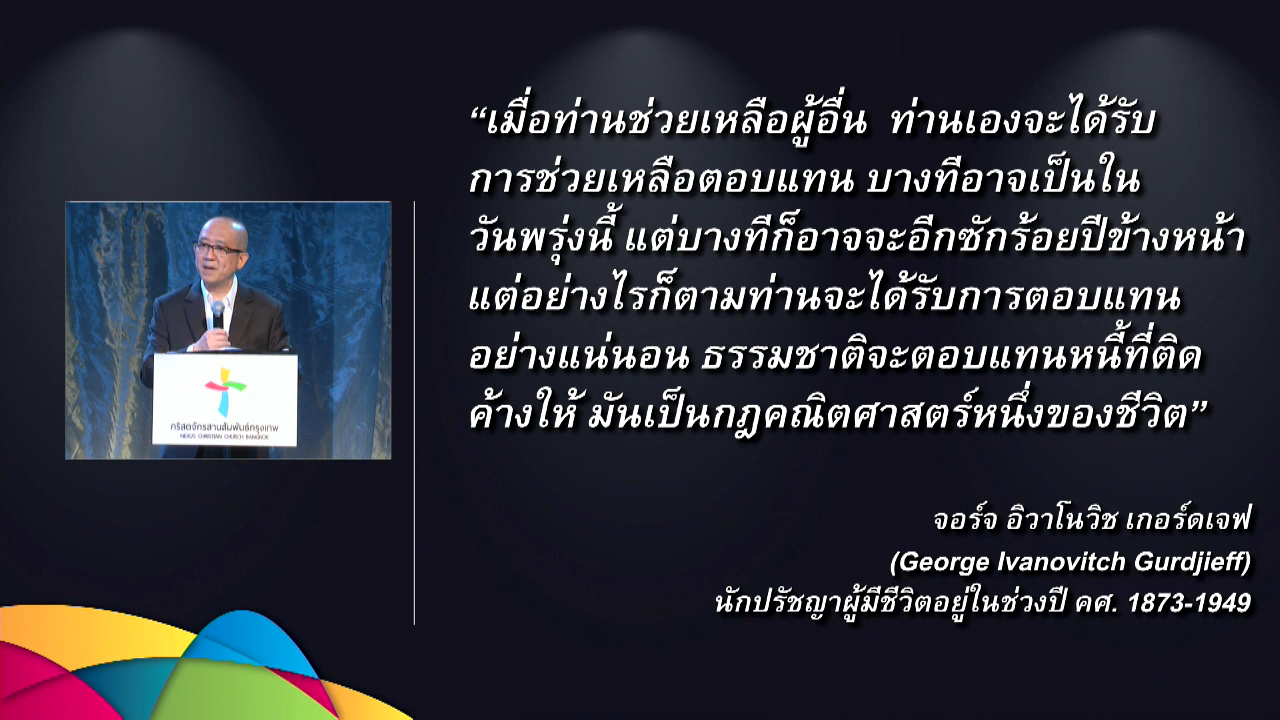 “เมื่อท่านช่วยเหลือผู้อื่น ท่านเองจะได้รับ
การช่วยเหลือตอบแทน บางทีอาจเป็นใน
วันพรุ่งนี้ แต่บางทีก็อาจจะอีกซักร้อยปีข้างหน้า
แต่อย่างไรก็ตามท่านจะได้รับการตอบแทน
อย่างแน่นอน ธรรมชาติจะตอบแทนหนี้ที่ติด
ค้างให้ มันเป็นกฎคณิตศาสตร์หนึ่งของชีวิต”
จอร์จ อิวาโนวิช เกอร์ดเจฟ
(George Ivanovitch Gurdjieff)
นักปรัชญาผู้มีชีวิตอยู่ในช่วงปี คศ. 1873-1949
คริสตจักรสานสัมพันธ์กรุงเทพ
NEXUS CHRISTIAN CHURCH BANGKOK